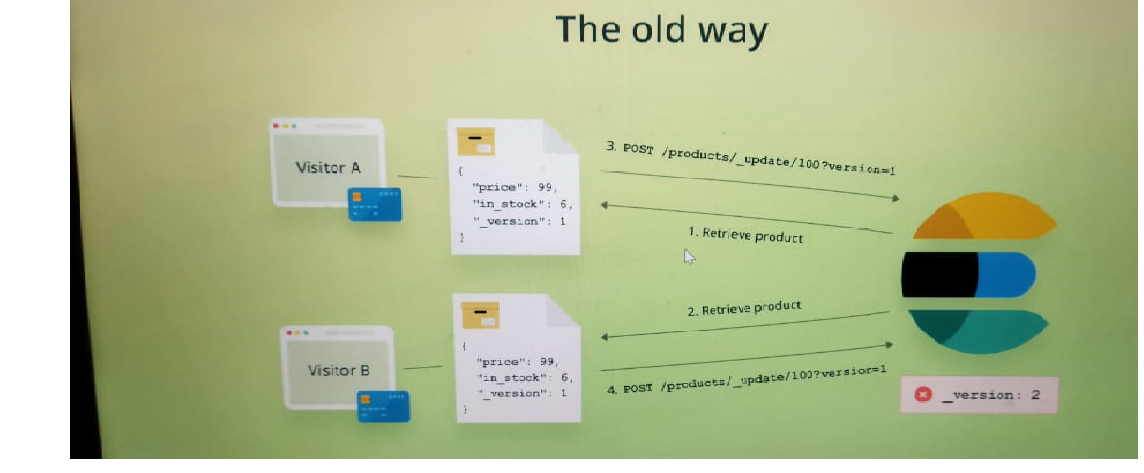 The old way
Visitor A
{
"price": 99,
"in_stock": 6,
"_version": 1
}
3. POST /products/_update/100?version=1
1. Retrieve product
2. Retrieve product
Visitor B
{
"price": 99,
"in_stock": 6,
"_version": 1
}
4. POST /products/_update/100?version=1
_version: 2